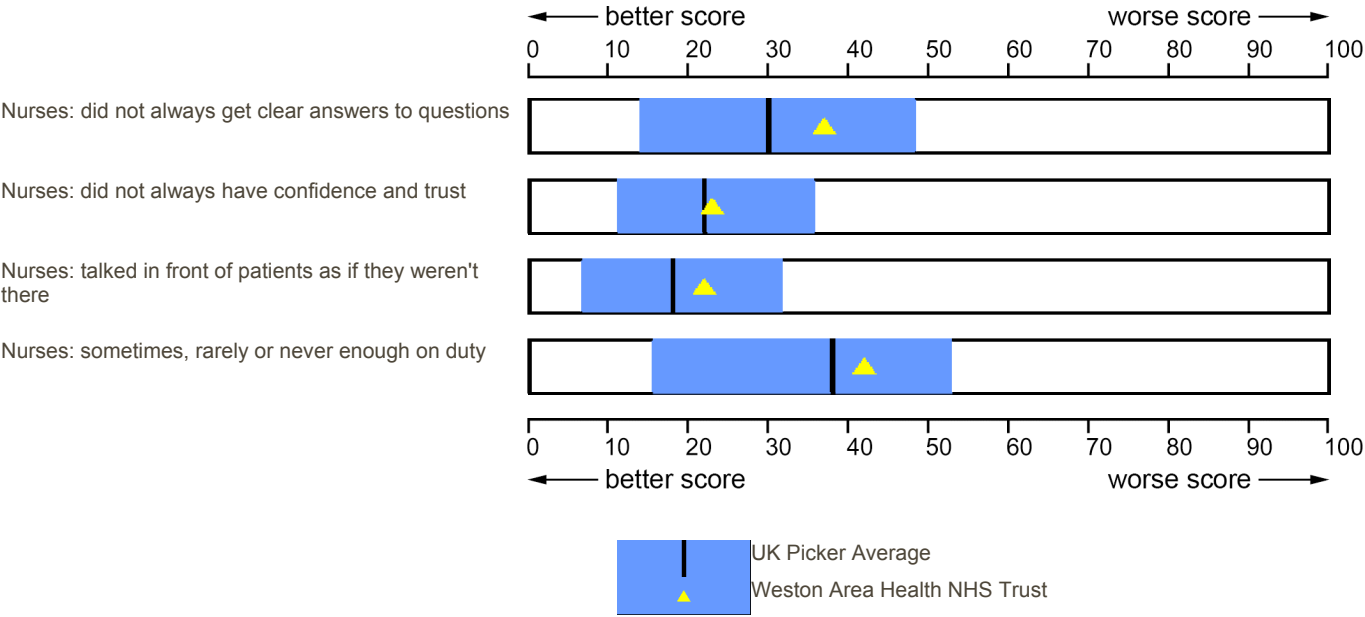 better score worse score
0 10 20 30 40 50 60 70 80 90 100
Nurses: did not always get clear answers to questions
Nurses: did not always have confidence and trust
Nurses: talked in front of patients as if they weren't
there
Nurses: sometimes, rarely or never enough on duty
0 10 20 30 40 50 60 70 80 90 100
better score worse score
UK Picker Average
Weston Area Health NHS Trust